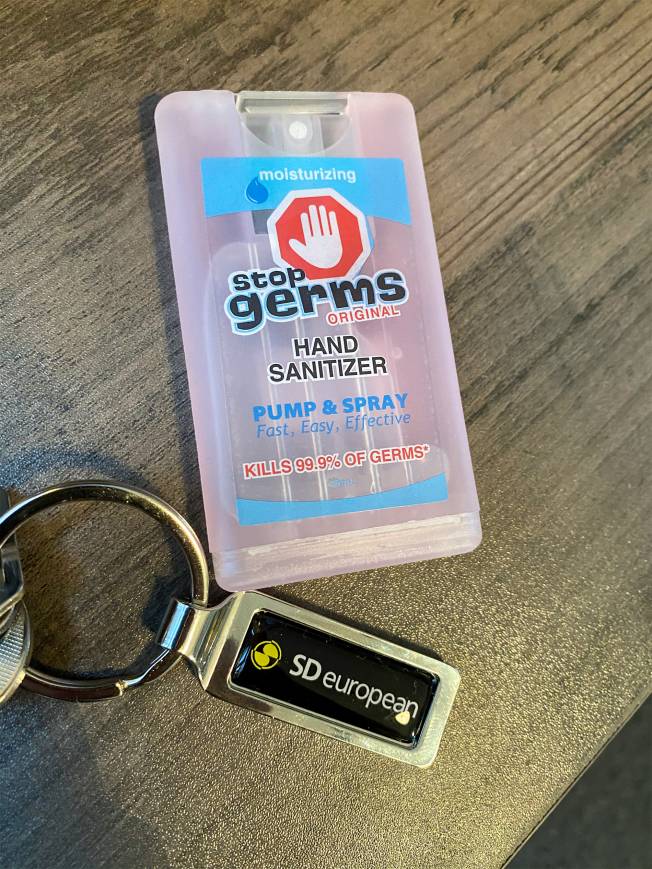 moisturizing
stop
germs
ORIGINAL
HAND
SANITIZER
PUMP & SPRAY
Fast, Easy, Effective
KILLS 99.9% OF GERMS*
SD european